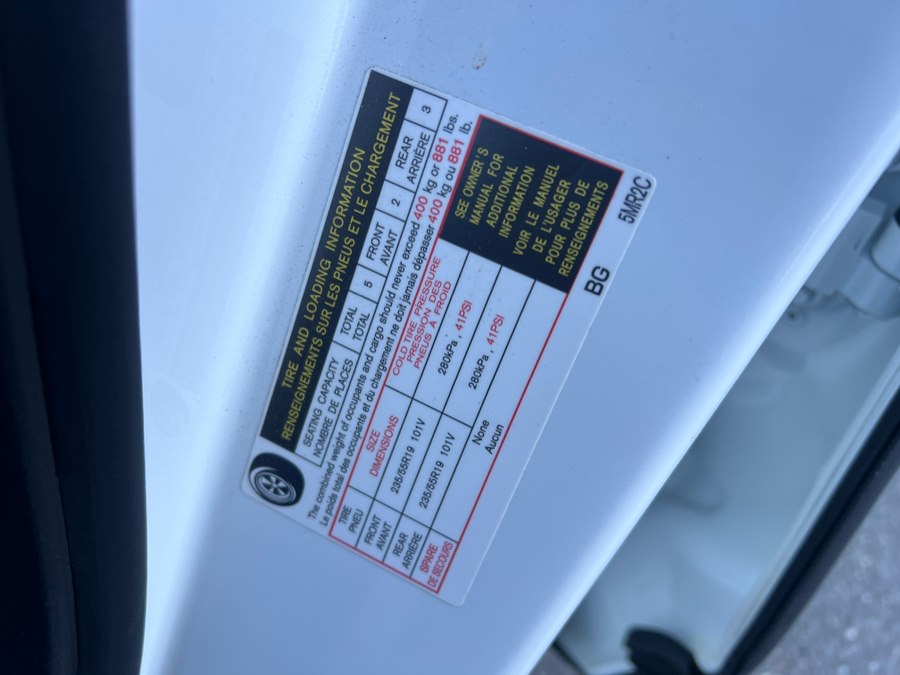 TIRE AND LOADING INFORMATION
RENSEIGNEMENTS SUR LES PNEUS ET LE CHARGEMENT
SEATING CAPACITY TOTAL 5 FRONT 2 REAR 3
NOMBRE DE PLACES TOTAL AVANT ARRIÈRE
The combined weight of occupants and cargo should never exceed 400 kg or 881 lbs.
Le poids total des occupants et du chargement ne doit jamais dépasser 400 kg ou 881 lb.
TIRE SIZE COLD TIRE PRESSURE
PNEU DIMENSIONS PRESSION DES
PNEUS À FROID
FRONT
AVANT 235/55R19 101V 280kPa , 41PSI
REAR
ARRIÈRE 235/55R19 101V 280kPa , 41PSI
SPARE None
DE SECOURS Aucun
SEE OWNER'S
MANUAL FOR
ADDITIONAL
INFORMATION
VOIR LE MANUEL
DE L'USAGER
POUR PLUS DE
RENSEIGNEMENTS
BG 5MR2C